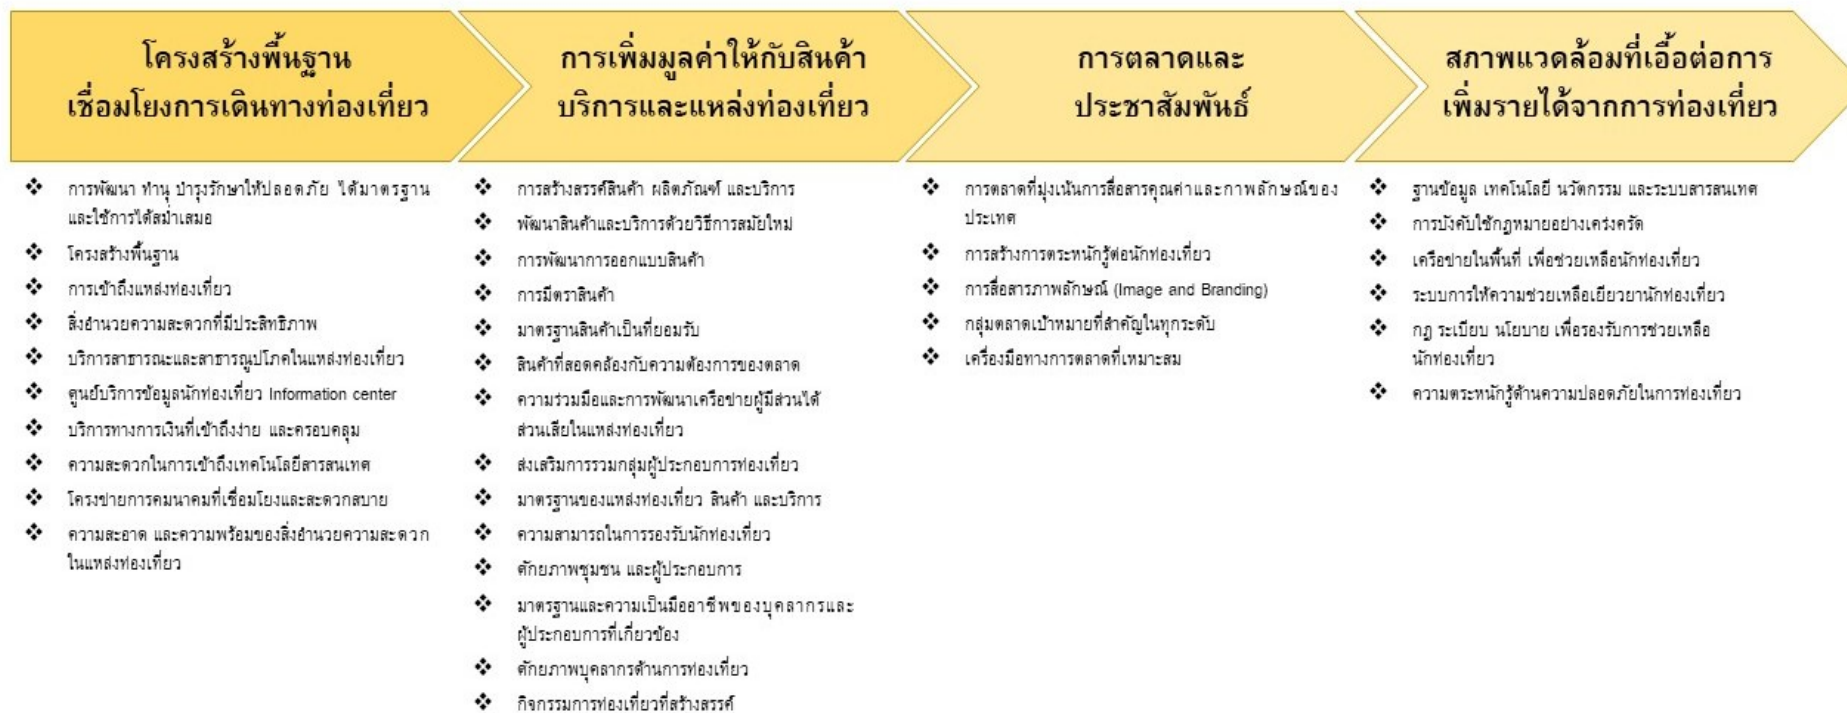 โครงสร้างพื้นฐาน
เชื่อมโยงการเดินทางท่องเที่ยว
❖ การพัฒนา ทำนุ บำรุงรักษาให้ปลอดภัย ได้มาตรฐาน
และใช้การได้สม่ำเสมอ
❖ โครงสร้างพื้นฐาน
❖ การเข้าถึงแหล่งท่องเที่ยว
❖ สิ่งอำนวยความสะดวกที่มีประสิทธิภาพ
❖ บริการสาธารณะและสาธารณูปโภคในแหล่งท่องเที่ยว
❖ ศูนย์บริการข้อมูลนักท่องเที่ยว Information center
❖ บริการทางการเงินที่เข้าถึงง่าย และครอบคลุม
❖ ความสะดวกในการเข้าถึงเทคโนโลยีสารสนเทศ
❖ โครงข่ายการคมนาคมที่เชื่อมโยงและสะดวกสบาย
❖ ความสะอาด และความพร้อมของสิ่งอำนวยความสะดวก
ในแหล่งท่องเที่ยว
การเพิ่มมูลค่าให้กับสินค้า
บริการและแหล่งท่องเที่ยว
❖ การสร้างสรรค์สินค้า ผลิตภัณฑ์ และบริการ
❖ พัฒนาสินค้าและบริการด้วยวิธีการสมัยใหม่
❖ การพัฒนาการออกแบบสินค้า
❖ การมีตราสินค้า
❖ มาตรฐานสินค้าเป็นที่ยอมรับ
❖ สินค้าที่สอดคล้องกับความต้องการของตลาด
❖ ความร่วมมือและการพัฒนาเครือข่ายผู้มีส่วนได้
ส่วนเสียในแหล่งท่องเที่ยว
❖ ส่งเสริมการรวมกลุ่มผู้ประกอบการท่องเที่ยว
❖ มาตรฐานของแหล่งท่องเที่ยว สินค้า และบริการ
❖ ความสามารถในการรองรับนักท่องเที่ยว
❖ ศักยภาพชุมชน และผู้ประกอบการ
❖ มาตรฐานและความเป็นมืออาชีพของบุคลากรและ
ผู้ประกอบการที่เกี่ยวข้อง
❖ ศักยภาพบุคลากรด้านการท่องเที่ยว
❖ กิจกรรมการท่องเที่ยวที่สร้างสรรค์
การตลาดและ
ประชาสัมพันธ์
❖ การตลาดที่มุ่งเน้นการสื่อสารคุณค่าและภาพลักษณ์ของ
ประเทศ
❖ การสร้างการตระหนักรู้ต่อนักท่องเที่ยว
❖ การสื่อสารภาพลักษณ์ (Image and Branding)
❖ กลุ่มตลาดเป้าหมายที่สำคัญในทุกระดับ
❖ เครื่องมือทางการตลาดที่เหมาะสม
สภาพแวดล้อมที่เอื้อต่อการ
เพิ่มรายได้จากการท่องเที่ยว
❖ ฐานข้อมูล เทคโนโลยี นวัตกรรม และระบบสารสนเทศ
❖ การบังคับใช้กฎหมายอย่างเคร่งครัด
❖ เครือข่ายในพื้นที่ เพื่อช่วยเหลือนักท่องเที่ยว
❖ ระบบการให้ความช่วยเหลือเยียวยานักท่องเที่ยว
❖ กฎ ระเบียบ นโยบาย เพื่อรองรับการช่วยเหลือ
นักท่องเที่ยว
❖ ความตระหนักรู้ด้านความปลอดภัยในการท่องเที่ยว